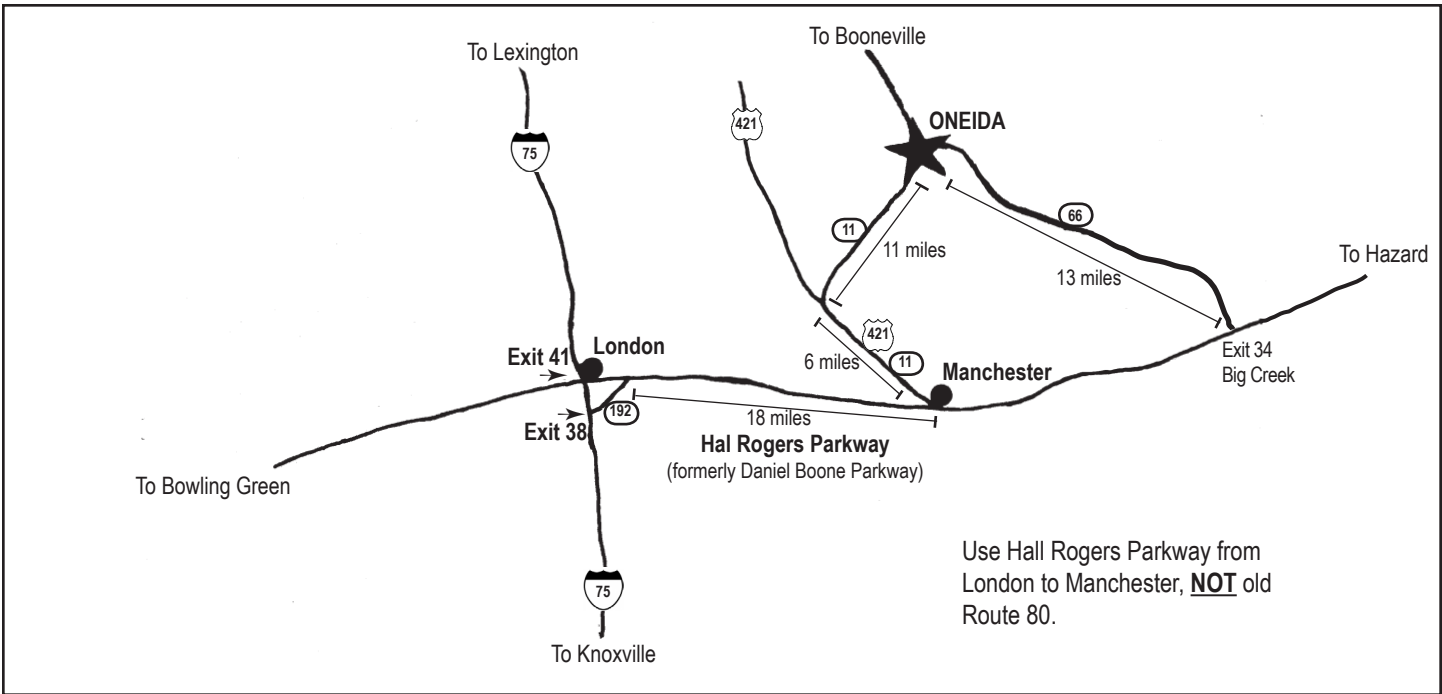 To Booneville
To Lexington
421
ONEIDA
75
66
11
11 miles
To Hazard
13 miles
421
Exit 34
Big Creek
London
Exit 41
6 miles
11
Manchester
192
18 miles
Exit 38
Hal Rogers Parkway
(formerly Daniel Boone Parkway)
To Bowling Green
Use Hall Rogers Parkway from
London to Manchester, NOT old
Route 80.
75
To Knoxville